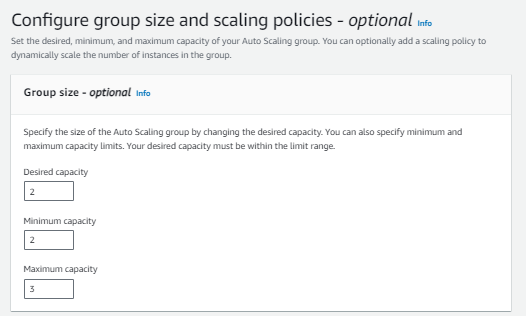 Configure group size and scaling policies - optional Info
Set the desired, minimum, and maximum capacity of your Auto Scaling group. You can optionally add a scaling policy to
dynamically scale the number of instances in the group.
Group size - optional Info
Specify the size of the Auto Scaling group by changing the desired capacity. You can also specify minimum and
maximum capacity limits. Your desired capacity must be within the limit range.
Desired capacity
2
Minimum capacity
2
Maximum capacity
3